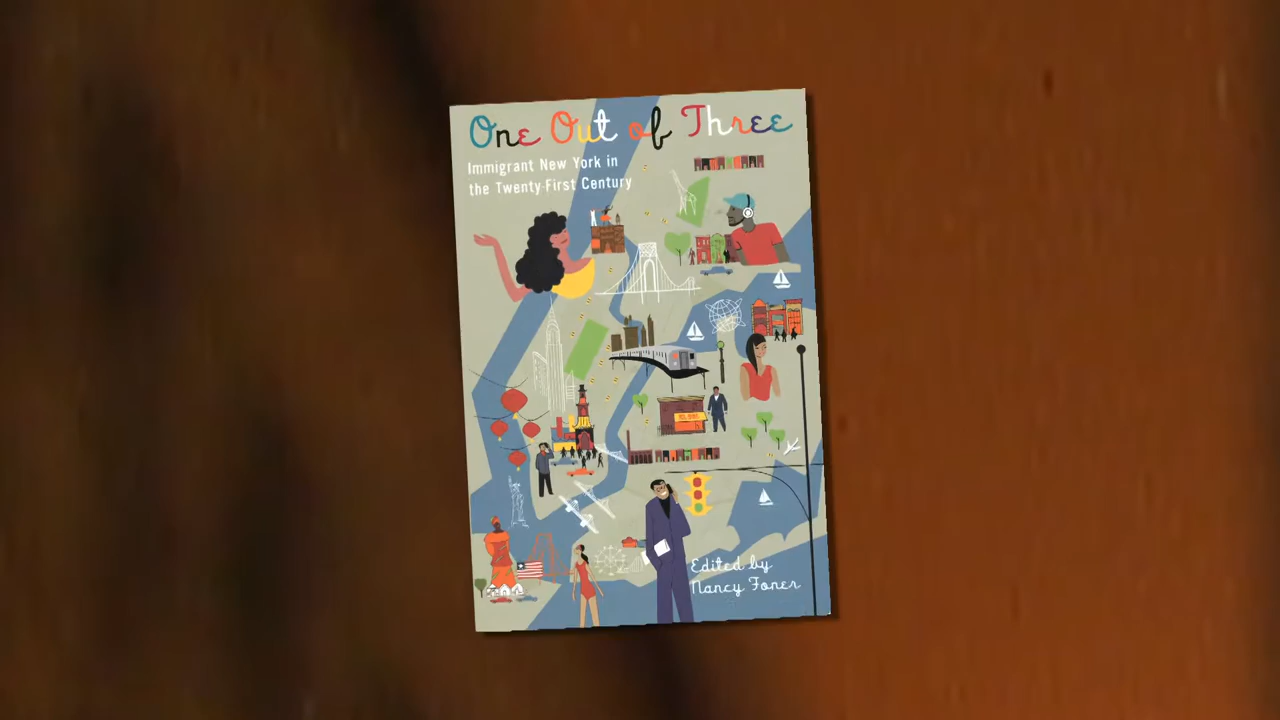 One Out of Three
Immigrant New York in
the Twenty-First Century
Edited by
Nancy Foner